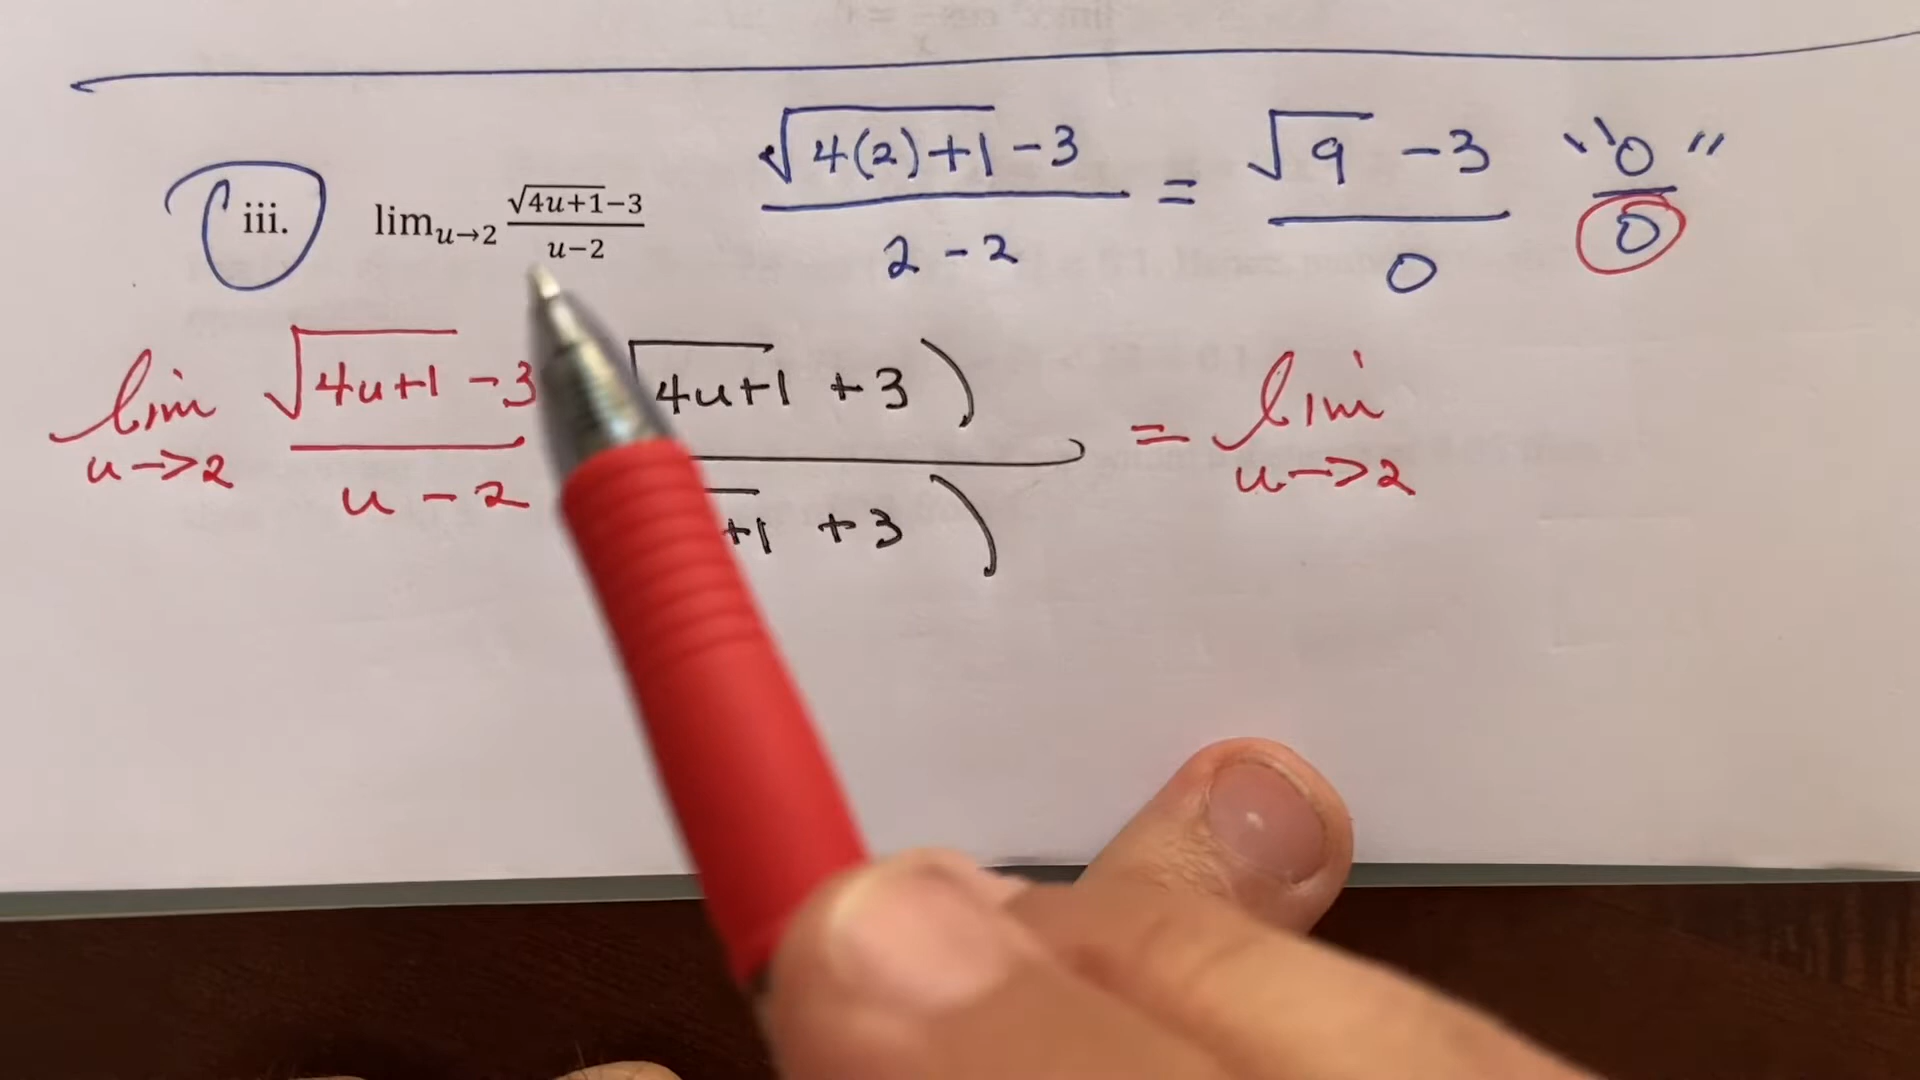 iii. lim_{u→2} (√(4u+1)−3)/(u−2) (√(4(2)+1) − 3)/(2 − 2) = (√9 − 3)/0 "0/0"
lim_{u→2} (√(4u+1) − 3)/(u − 2) (√(4u+1) + 3)/( +1 + 3) = lim_{u→2}